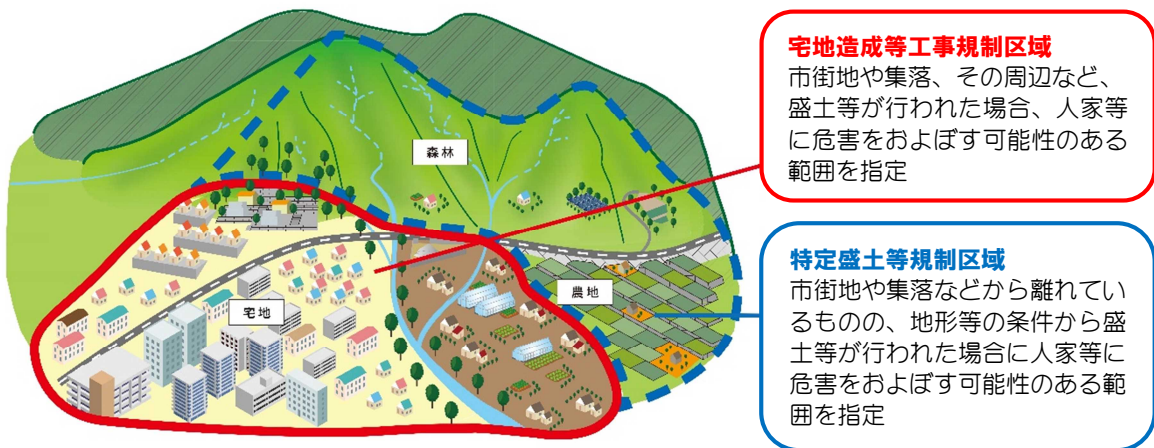 宅地造成等工事規制区域
市街地や集落、その周辺など、
盛土等が行われた場合、人家等
に危害をおよぼす可能性のある
範囲を指定
森林
特定盛土等規制区域
市街地や集落などから離れてい
るものの、地形等の条件から盛
土等が行われた場合に人家等に
危害をおよぼす可能性のある範
囲を指定
農地
宅地